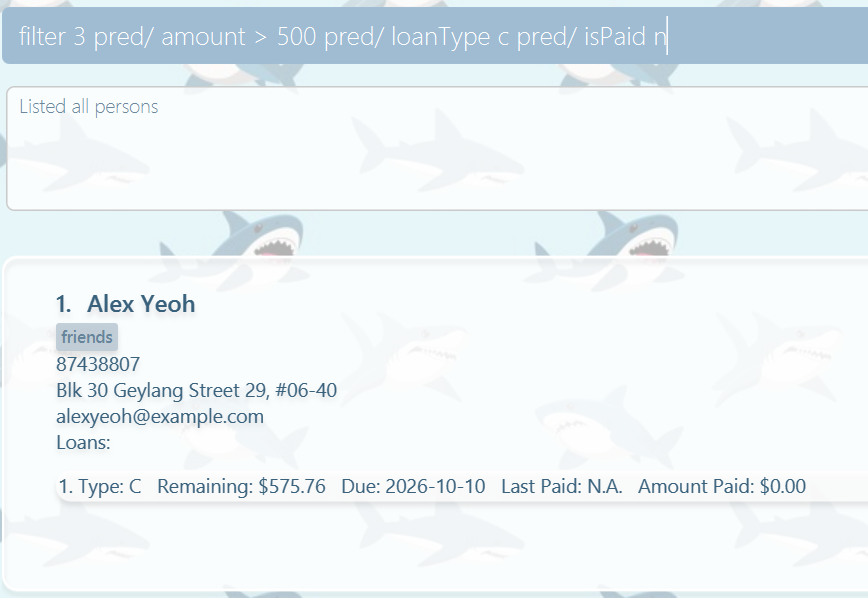 filter 3 pred/ amount > 500 pred/ loanType c pred/ isPaid n
Listed all persons
1. Alex Yeoh
friends
87438807
Blk 30 Geylang Street 29, #06-40
alexyeoh@example.com
Loans:
1. Type: C Remaining: $575.76 Due: 2026-10-10 Last Paid: N.A. Amount Paid: $0.00